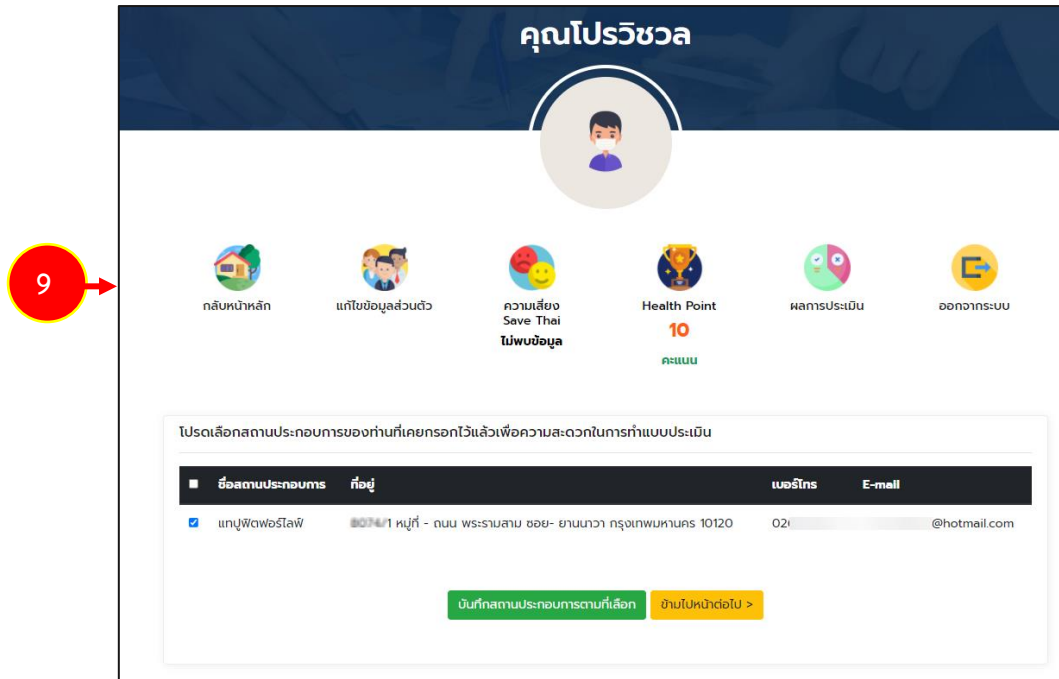 คุณโปรวิชวล
9
กลับหน้าหลัก
แก้ไขข้อมูลส่วนตัว
ความเสี่ยง
Save Thai
ไม่พบข้อมูล
Health Point
10
คะแนน
ผลการประเมิน
ออกจากระบบ
โปรดเลือกสถานประกอบการของท่านที่เคยกรอกไว้แล้วเพื่อความสะดวกในการทำแบบประเมิน
ชื่อสถานประกอบการ ที่อยู่ เบอร์โทร E-mail
แทปูฟิตฟอร์ไลฟ์ /1 หมู่ที่ - ถนน พระรามสาม ซอย- ยานนาวา กรุงเทพมหานคร 10120 02 @hotmail.com
บันทึกสถานประกอบการตามที่เลือก ข้ามไปหน้าต่อไป >